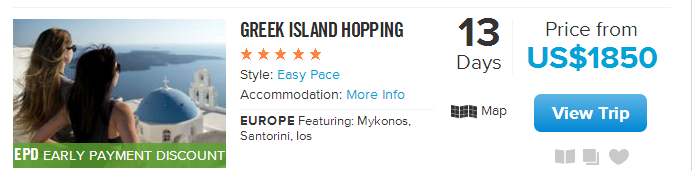 GREEK ISLAND HOPPING
Style: Easy Pace
Accommodation: More Info
EUROPE Featuring: Mykonos,
Santorini, Ios
EPD EARLY PAYMENT DISCOUNT
13
Days
Map
Price from
US$1850
View Trip